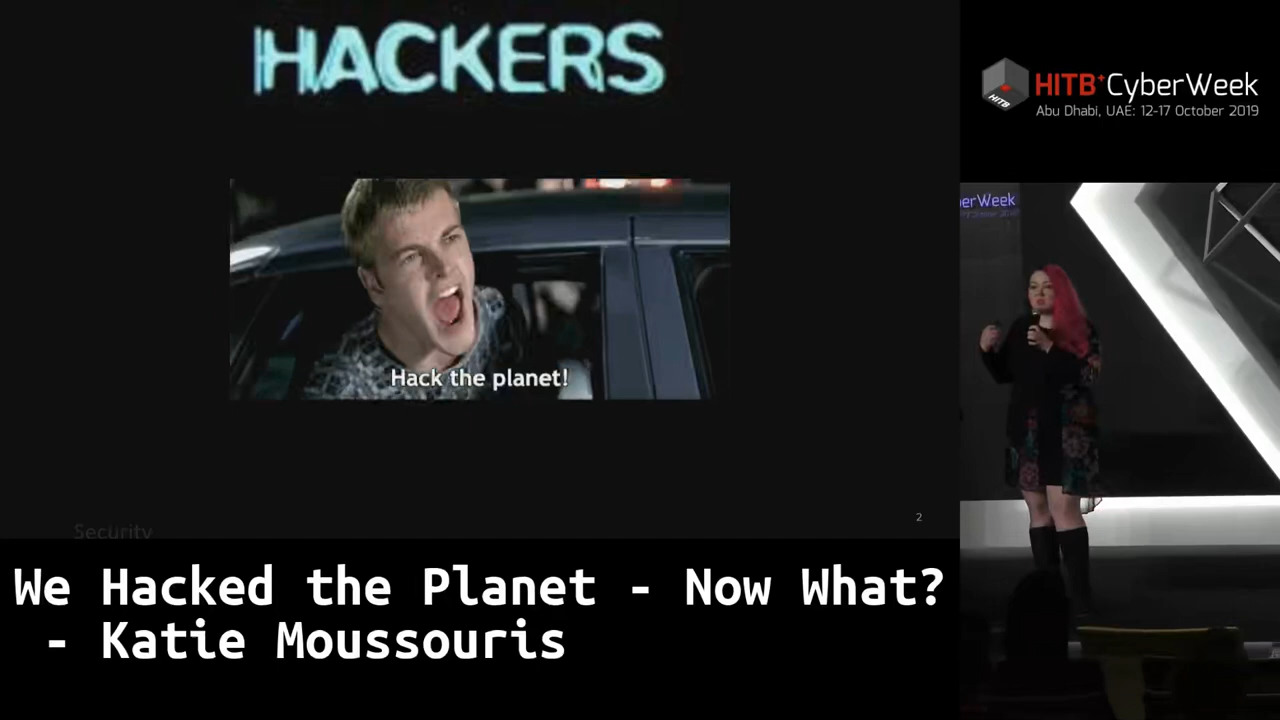 HACKERS
Hack the planet!
Security
2
We Hacked the Planet - Now What?
- Katie Moussouris
HITB+CyberWeek
Abu Dhabi, UAE: 12-17 October 2019
HITB
erWeek